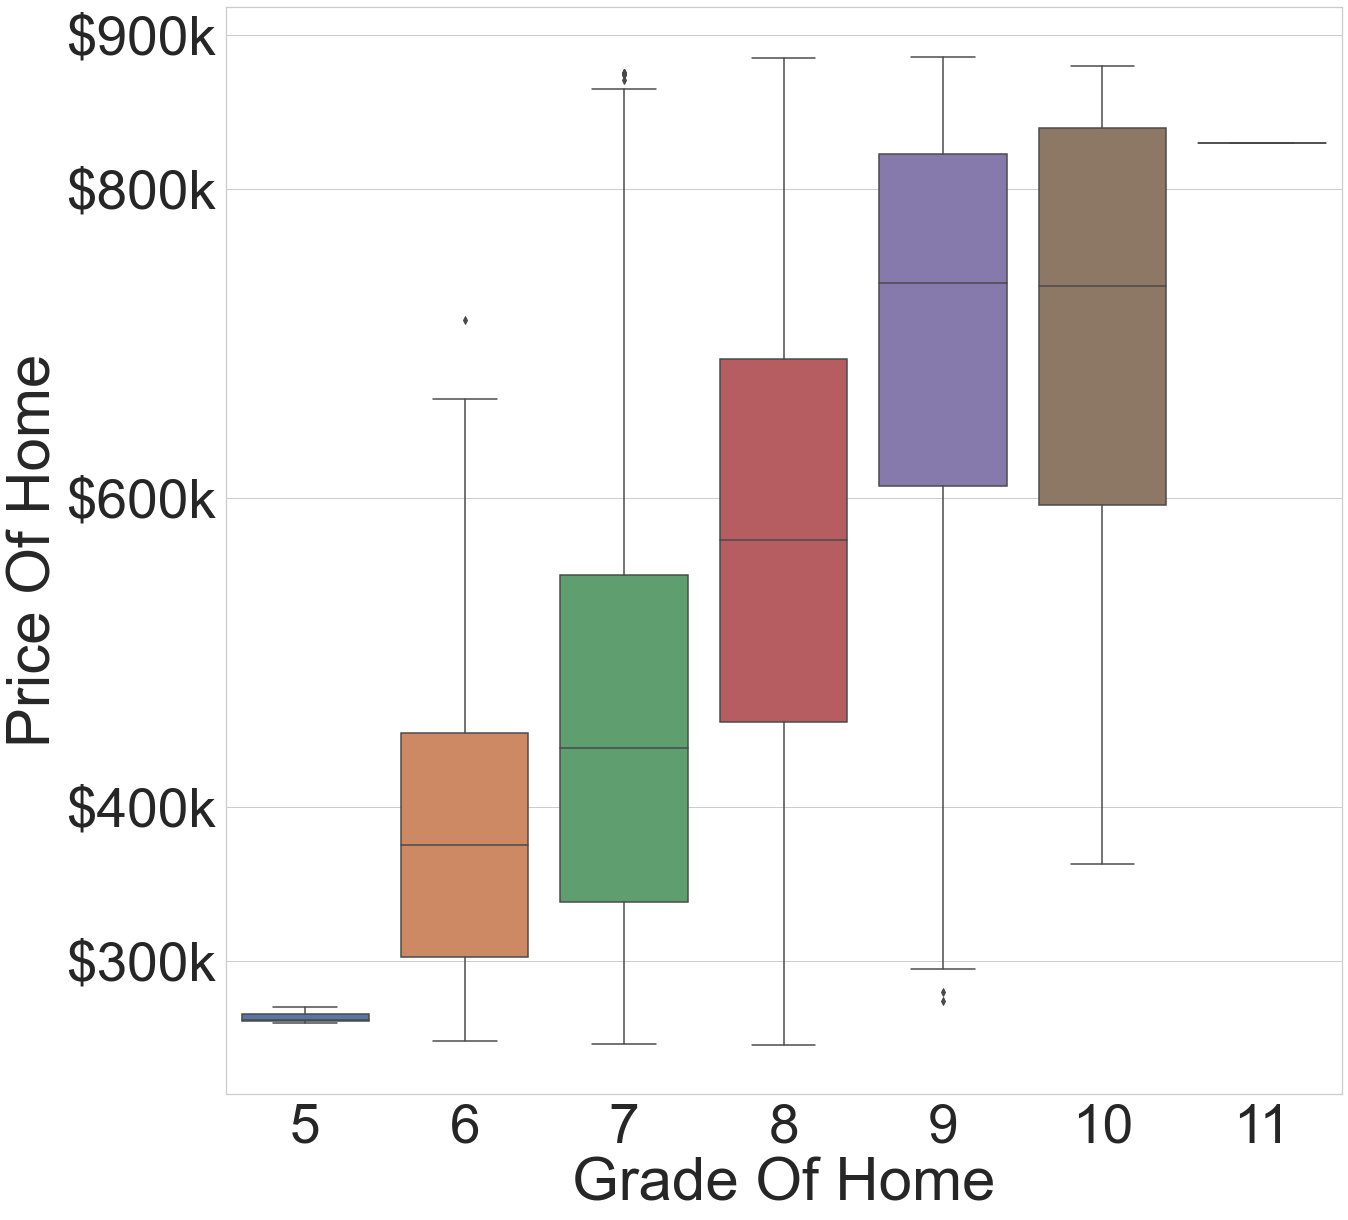 $900k
$800k
$600k
$400k
$300k
Price Of Home
5 6 7 8 9 10 11
Grade Of Home